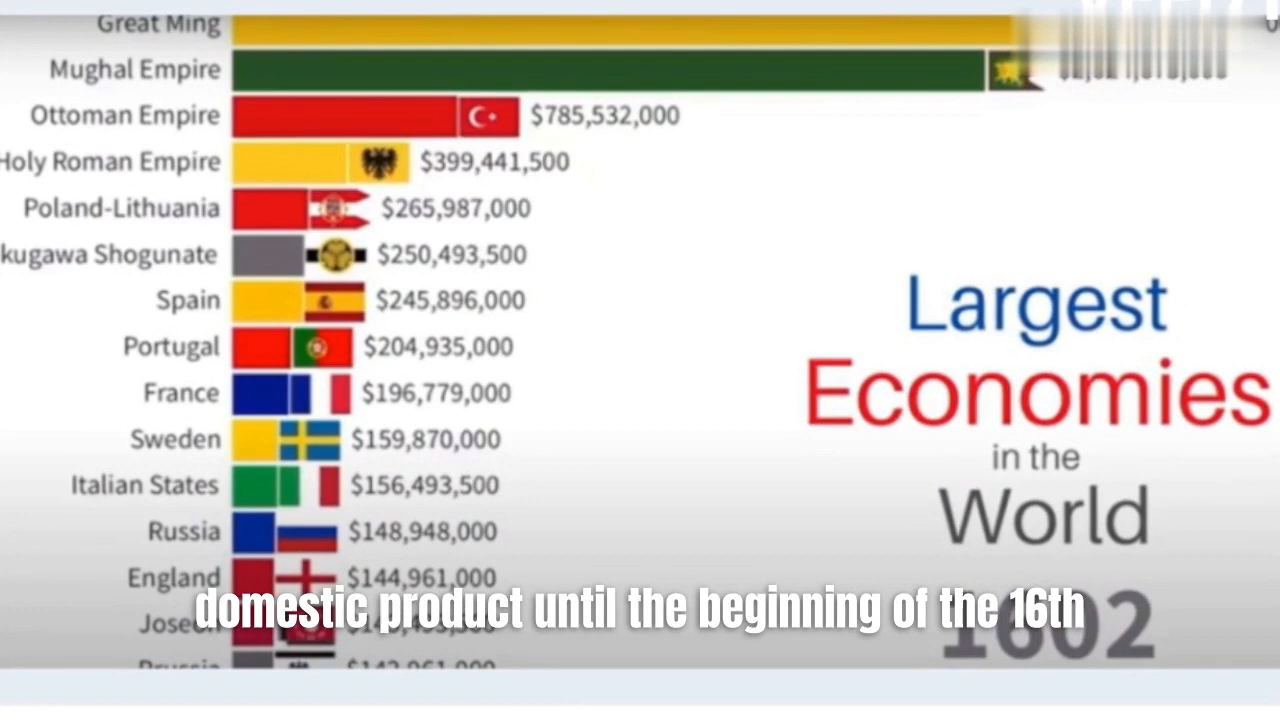 Great Ming
Mughal Empire
Ottoman Empire $785,532,000
Holy Roman Empire $399,441,500
Poland-Lithuania $265,987,000
kugawa Shogunate $250,493,500
Spain $245,896,000
Portugal $204,935,000
France $196,779,000
Sweden $159,870,000
Italian States $156,493,500
Russia $148,948,000
England $144,961,000
Largest
Economies
in the
World
1602
domestic product until the beginning of the 16th